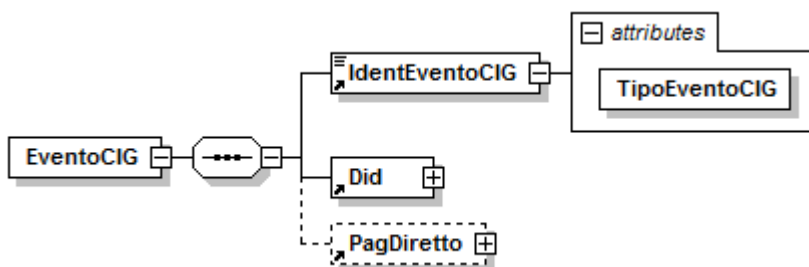 attributes
IdentEventoCIG
TipoEventoCIG
EventoCIG
Did
PagDiretto